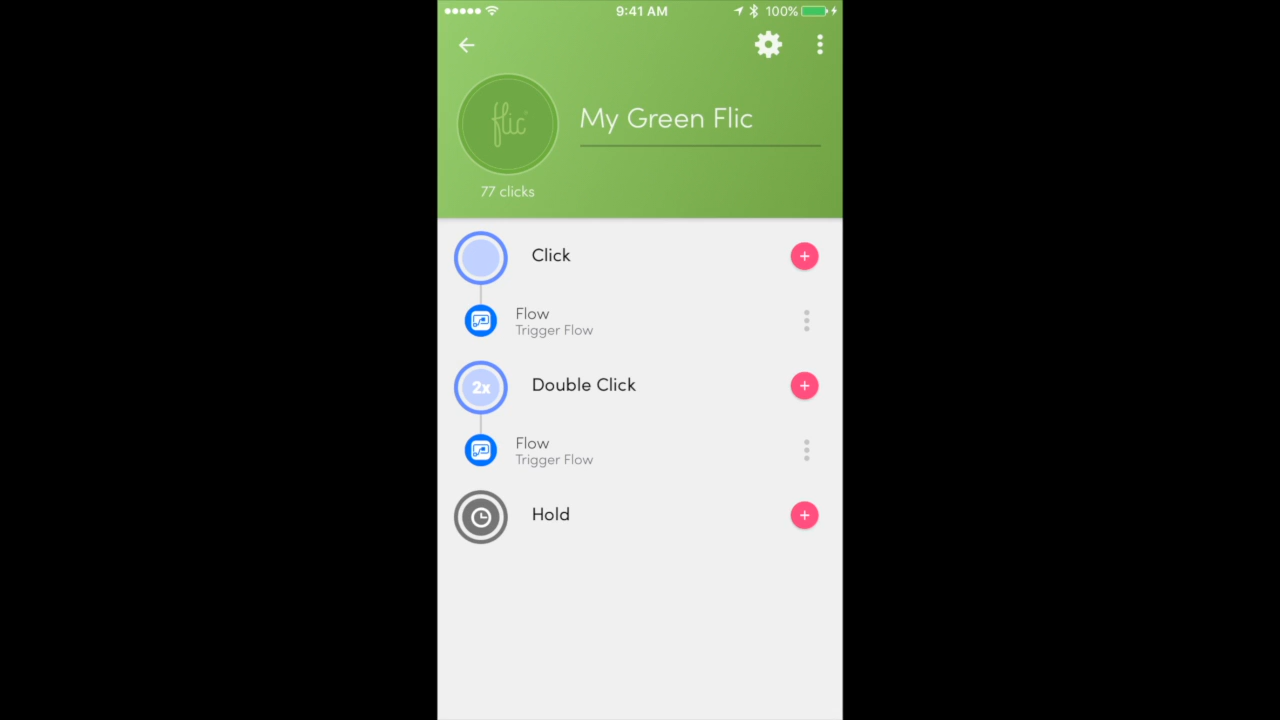 9:41 AM
100%
flic
My Green Flic
77 clicks
Click
Flow
Trigger Flow
2x
Double Click
Flow
Trigger Flow
Hold